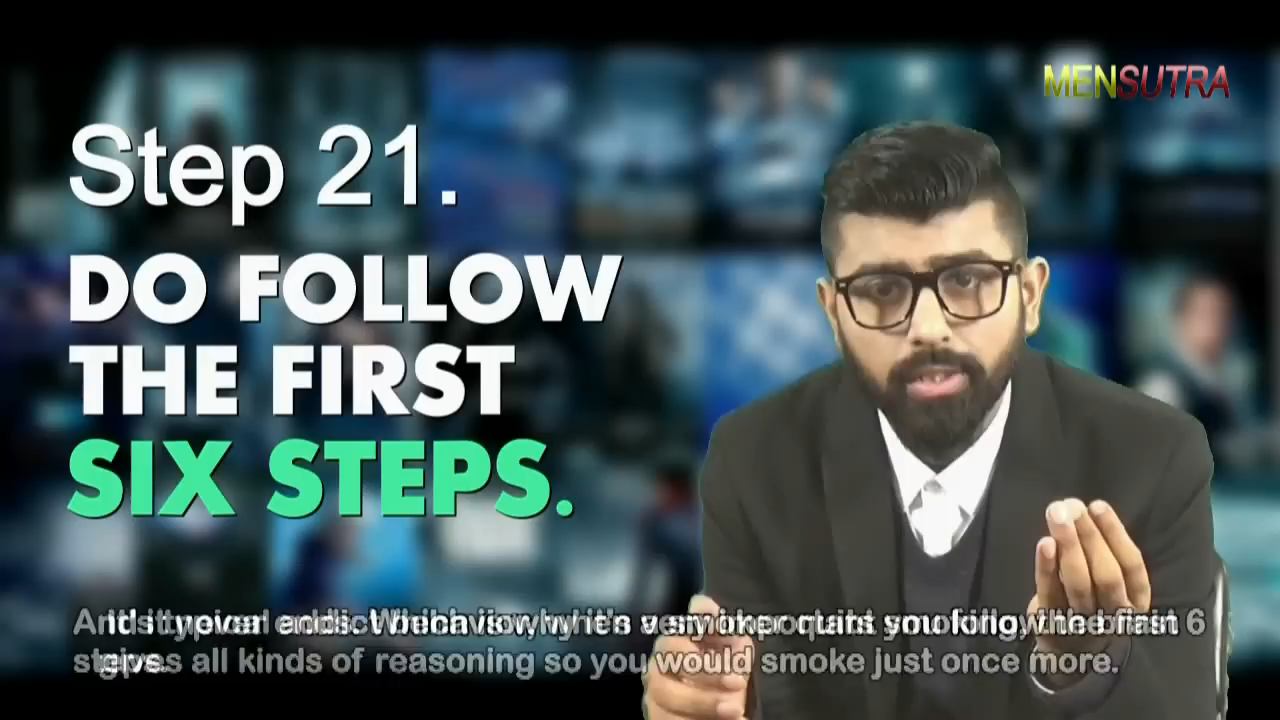 MENSUTRA
Step 21.
DO FOLLOW
THE FIRST
SIX STEPS.
all kinds of reasoning so you would smoke just once more.